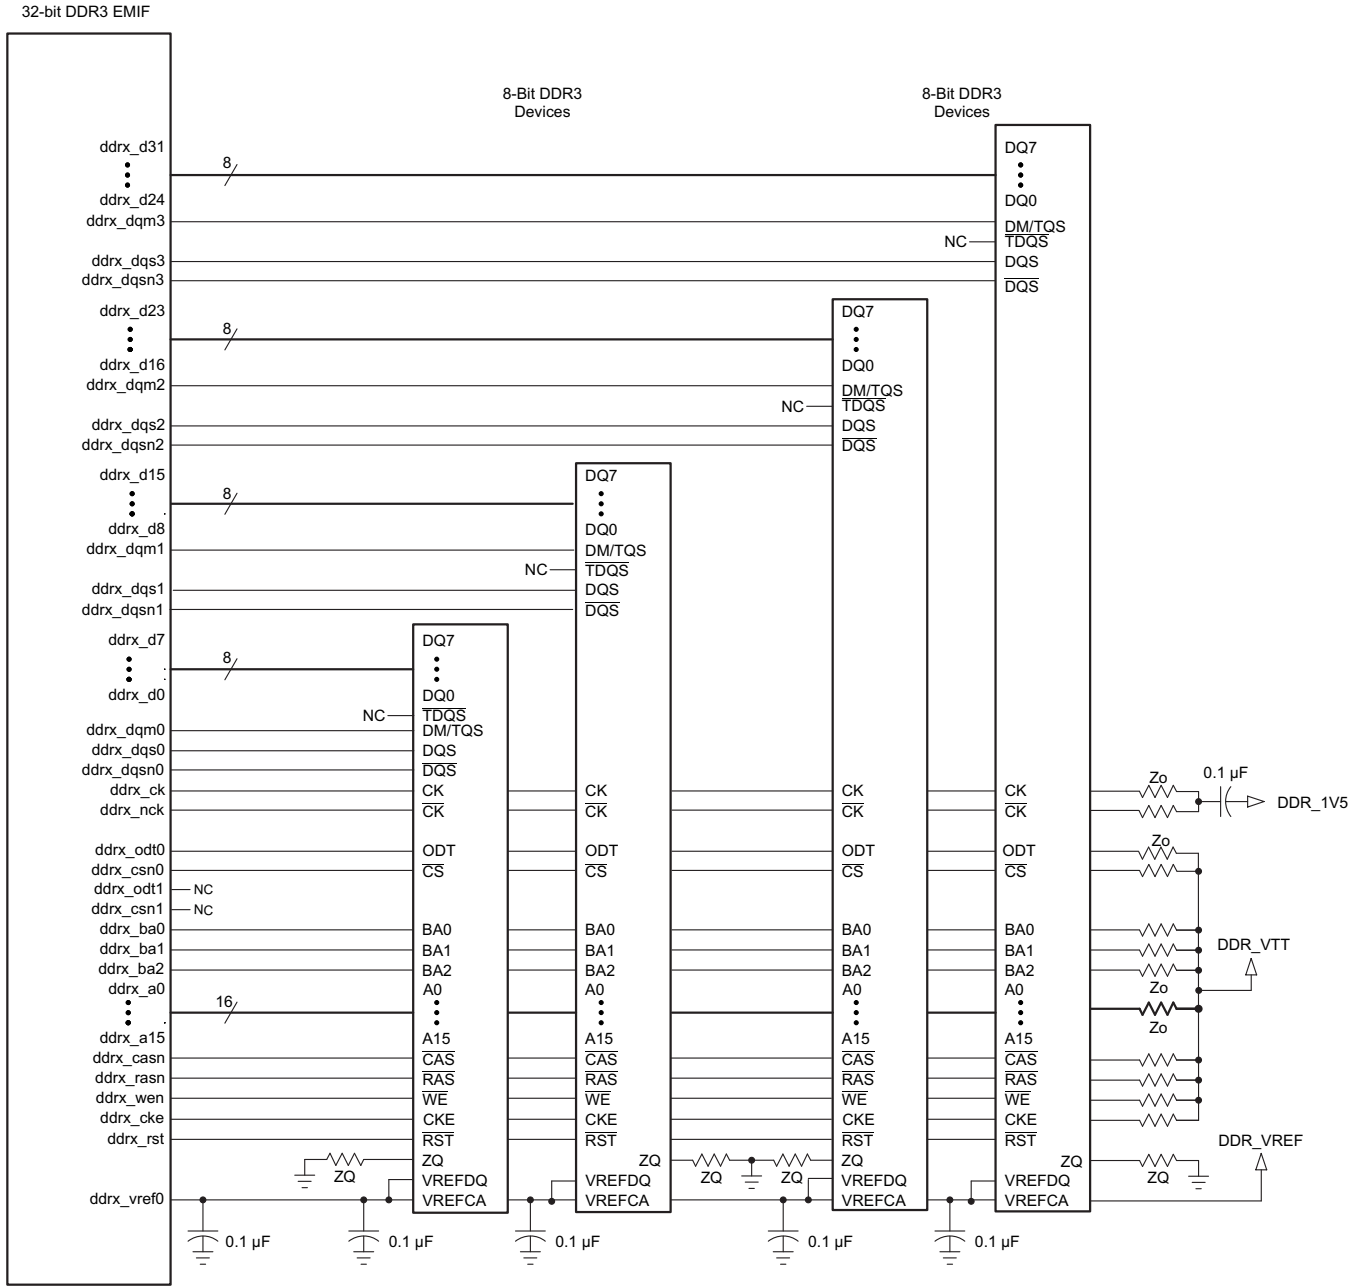 32-bit DDR3 EMIF
8-Bit DDR3
Devices
8-Bit DDR3
Devices
ddrx_d31
8
DQ7
ddrx_d24
DQ0
ddrx_dqm3
DM/TQS
NC
TDQS
ddrx_dqs3
DQS
ddrx_dqsn3
DQS
ddrx_d23
8
DQ7
ddrx_d16
DQ0
ddrx_dqm2
DM/TQS
NC
TDQS
ddrx_dqs2
DQS
ddrx_dqsn2
DQS
ddrx_d15
8
DQ7
ddrx_d8
DQ0
ddrx_dqm1
DM/TQS
NC
TDQS
ddrx_dqs1
DQS
ddrx_dqsn1
DQS
ddrx_d7
8
DQ7
ddrx_d0
DQ0
NC
TDQS
ddrx_dqm0
DM/TQS
ddrx_dqs0
DQS
ddrx_dqsn0
DQS
Zo
0.1 µF
DDR_1V5
ddrx_ck
CK
CK
CK
CK
ddrx_nck
CK
CK
CK
CK
Zo
ddrx_odt0
ODT
ODT
ODT
ODT
ddrx_csn0
CS
CS
CS
CS
ddrx_odt1
NC
ddrx_csn1
NC
ddrx_ba0
BA0
BA0
BA0
BA0
ddrx_ba1
BA1
BA1
BA1
BA1
DDR_VTT
ddrx_ba2
BA2
BA2
BA2
BA2
ddrx_a0
A0
A0
A0
A0
Zo
16
Zo
ddrx_a15
A15
A15
A15
A15
ddrx_casn
CAS
CAS
CAS
CAS
ddrx_rasn
RAS
RAS
RAS
RAS
ddrx_wen
WE
WE
WE
WE
ddrx_cke
CKE
CKE
CKE
CKE
ddrx_rst
RST
RST
RST
RST
DDR_VREF
ZQ
ZQ
ZQ
ZQ
ZQ
ZQ
ZQ
ZQ
VREFDQ
VREFDQ
VREFDQ
VREFDQ
ddrx_vref0
VREFCA
VREFCA
VREFCA
VREFCA
0.1 µF
0.1 µF
0.1 µF
0.1 µF
0.1 µF